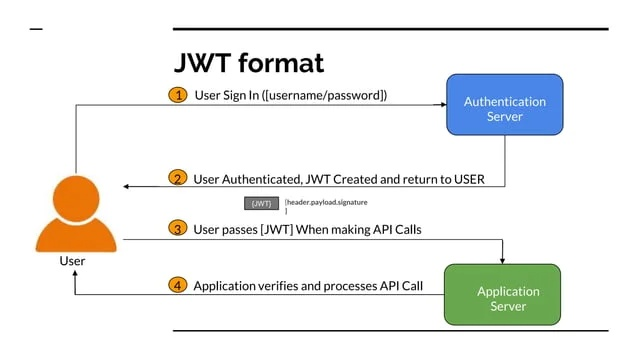 JWT format
1 User Sign In ([username/password])
Authentication
Server
2 User Authenticated, JWT Created and return to USER
{JWT} [header.payload.signature
]
3 User passes [JWT] When making API Calls
User
4 Application verifies and processes API Call
Application
Server